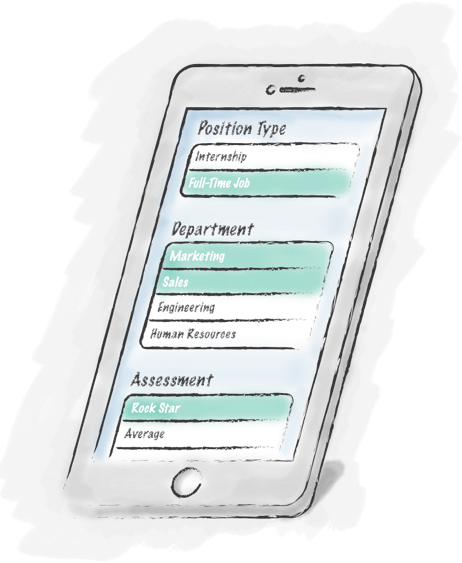 Position Type
Internship
Full-Time Job
Department
Marketing
Sales
Engineering
Human Resources
Assessment
Rock Star
Average